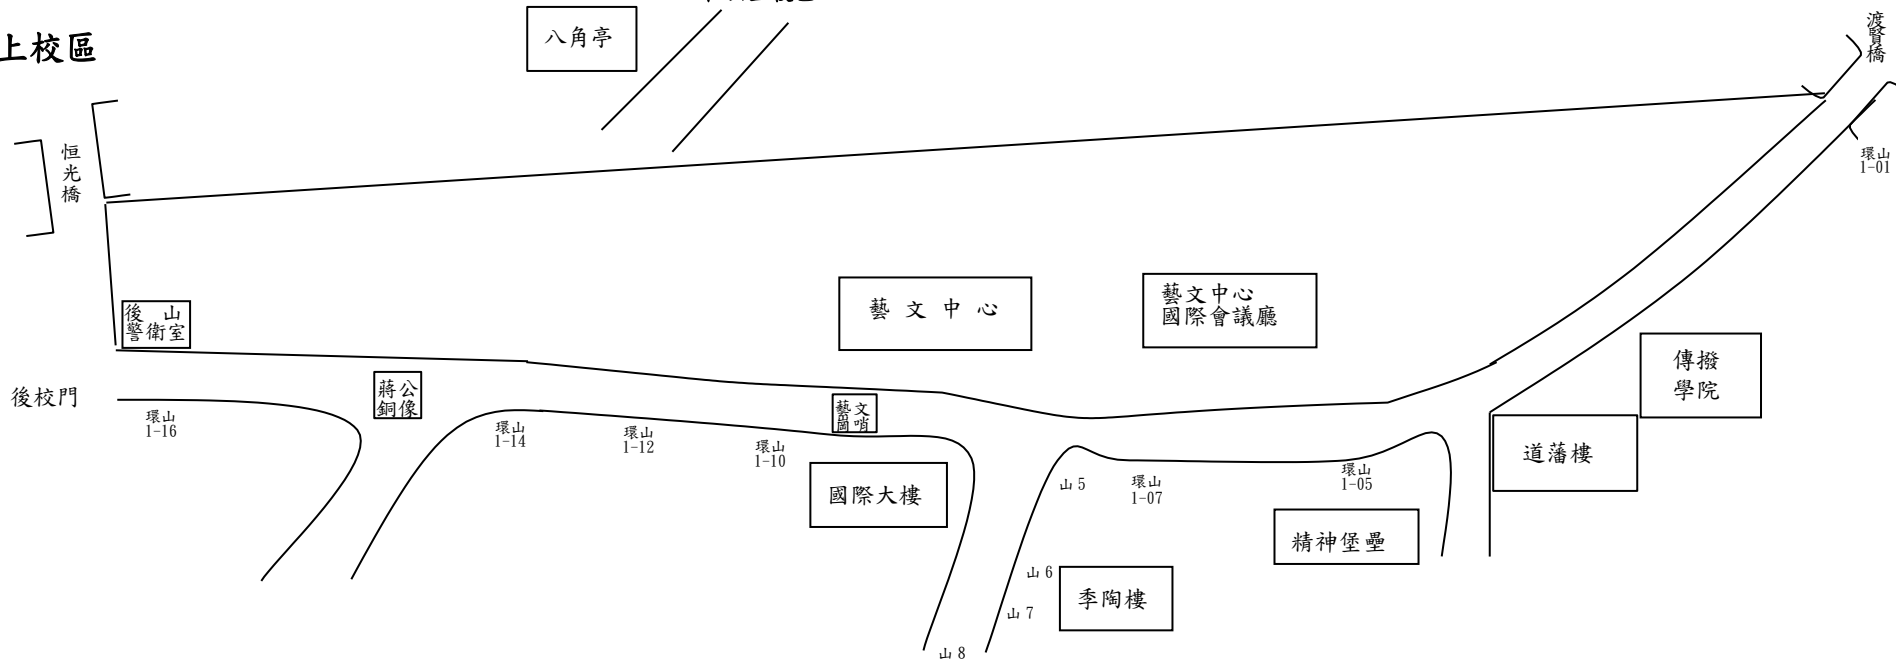 八角亭
上校區
渡賢橋
恒光橋
環山
1-01
藝文中心
藝文中心
國際會議廳
後 山
警衛室
傳撥
學院
後校門
蔣公
銅像
藝文
崗哨
環山
1-16
環山
1-14
環山
1-12
環山
1-10
國際大樓
山 5
環山
1-07
環山
1-05
道藩樓
精神堡壘
山 6
季陶樓
山 7
山 8